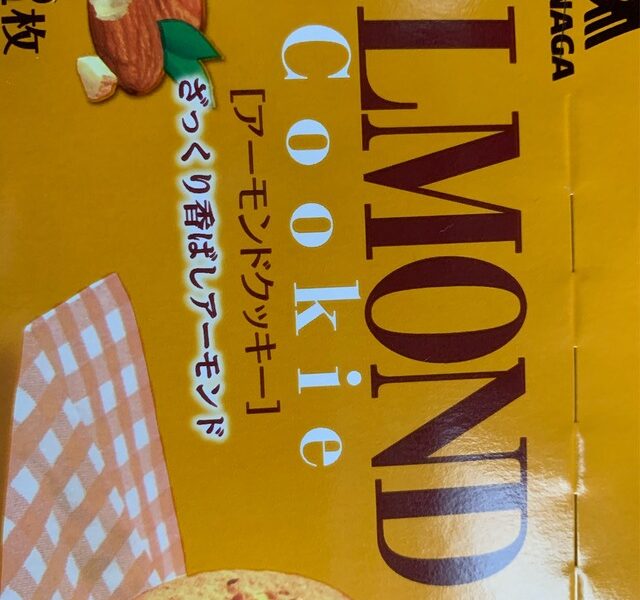 NAGA
LMOND
Cookie
[アーモンドクッキー]
ざっくり香ばしアーモンド
枚